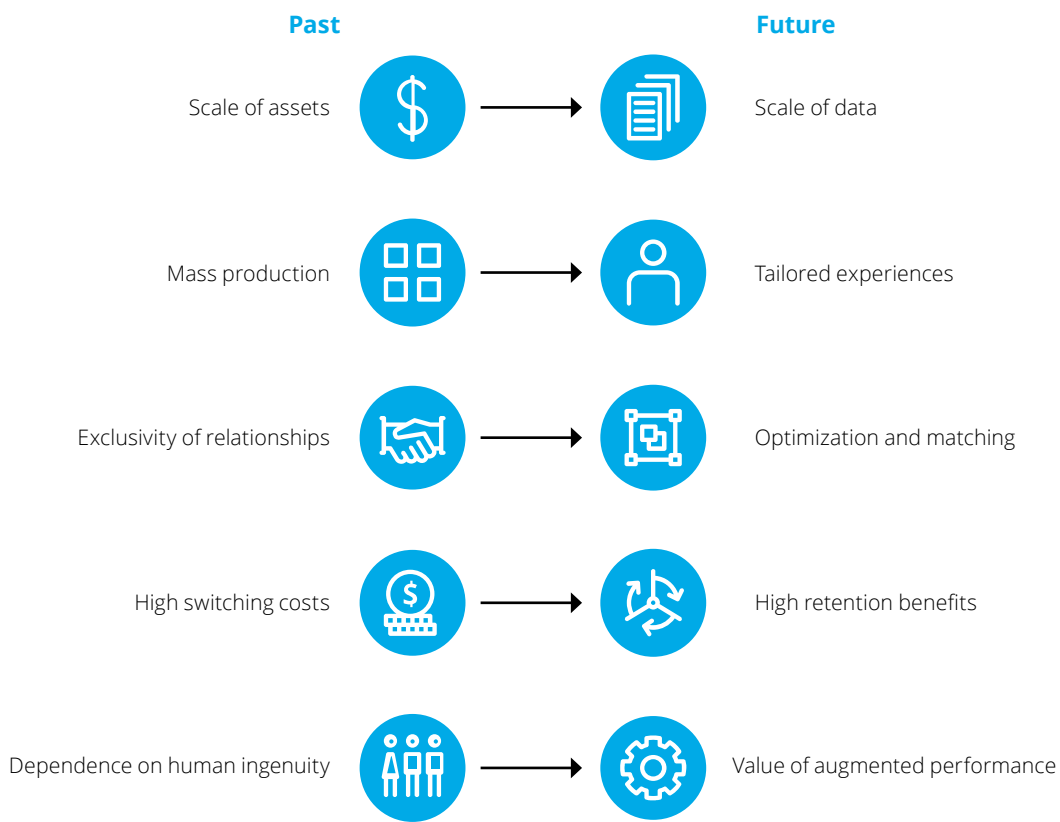 Past
Future
Scale of assets
$
Scale of data
Mass production
Tailored experiences
Exclusivity of relationships
Optimization and matching
High switching costs
$
High retention benefits
Dependence on human ingenuity
Value of augmented performance